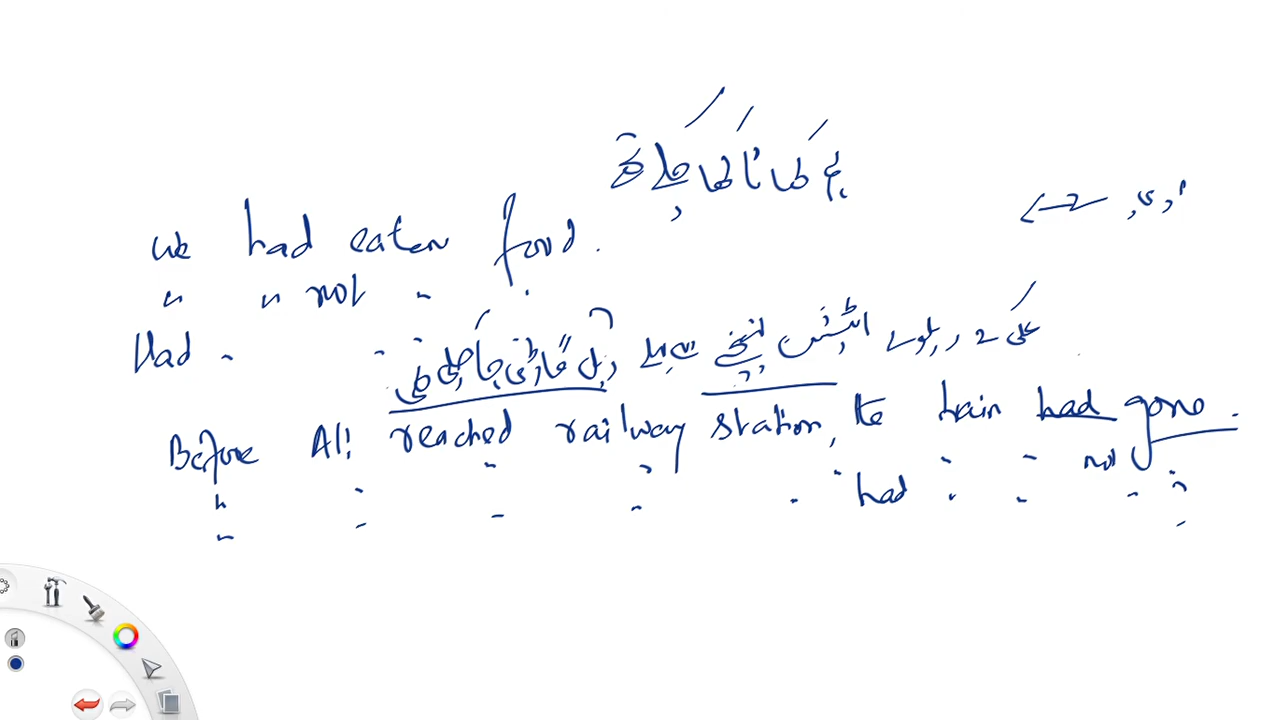 ہم کھانا کھا چکے تھے
we had eaten food.
" " not " .
Had " " "
علی کے ریلوے اسٹیشن پہنچنے سے پہلے ریل گاڑی جا چکی تھی
Before Ali reached railway station, the train had gone.
" " " " " " " not "
" " " " " had " " " "